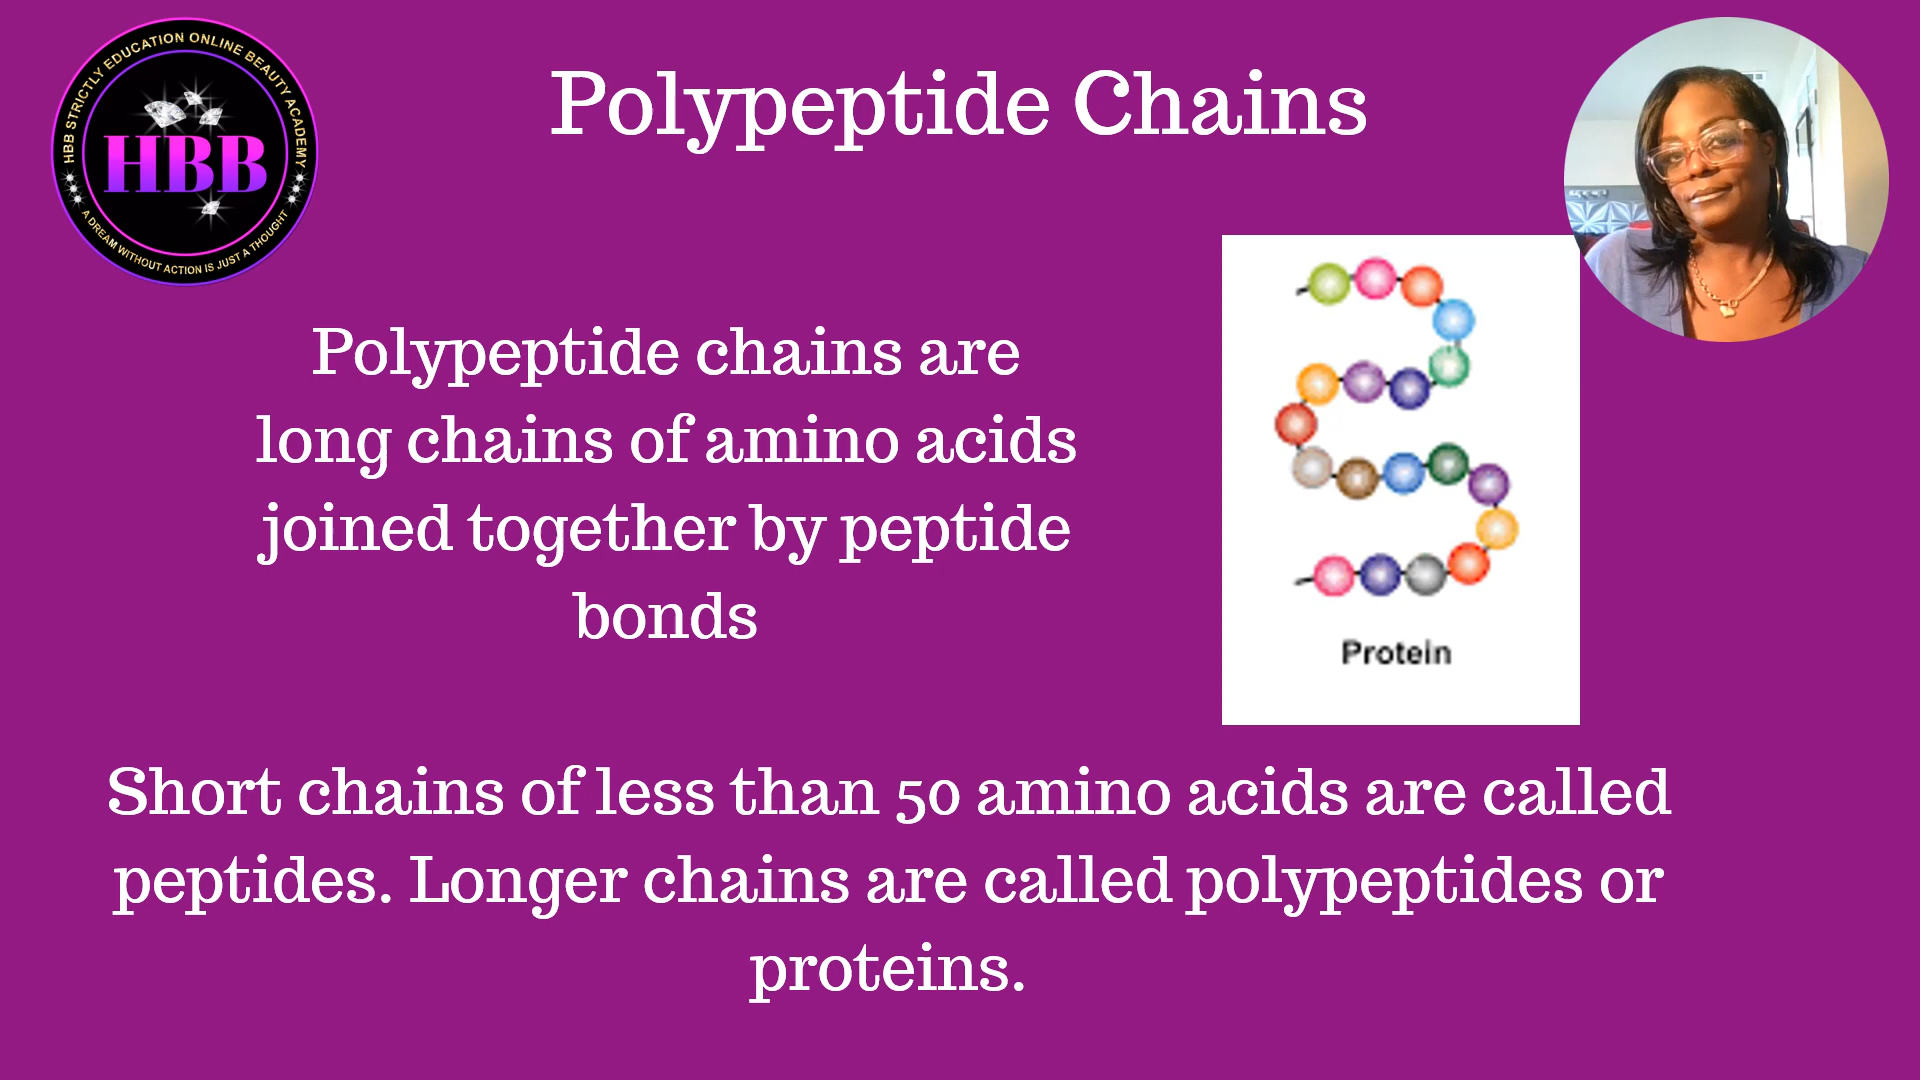 HBB STRICTLY EDUCATION ONLINE BEAUTY ACADEMY
HBB
A DREAM WITHOUT ACTION IS JUST A THOUGHT
Polypeptide Chains
Polypeptide chains are
long chains of amino acids
joined together by peptide
bonds
Protein
Short chains of less than 50 amino acids are called
peptides. Longer chains are called polypeptides or
proteins.